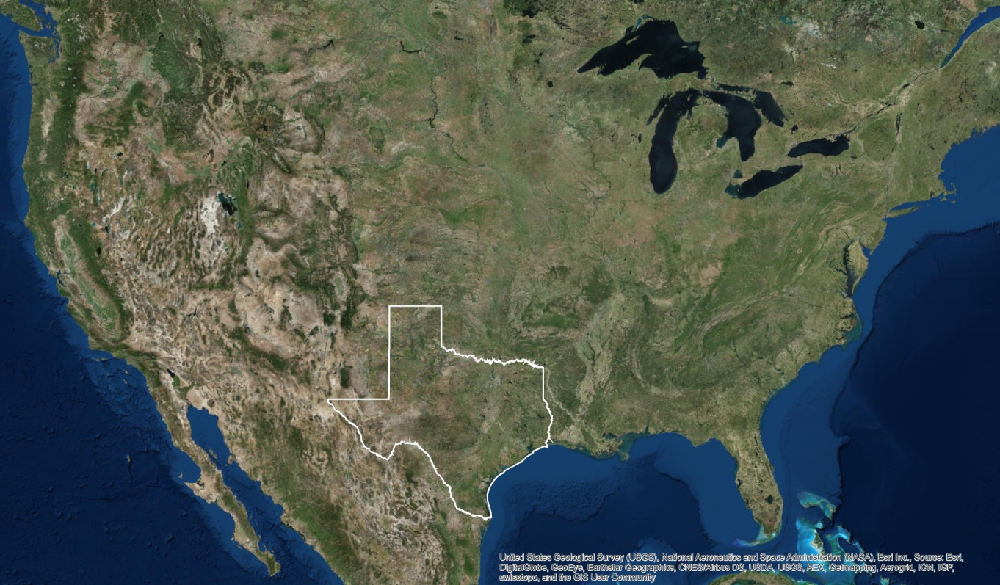 United States Geological Survey (USGS), National Aeronautics and Space Administration (NASA), Esri Inc., Source: Esri,
DigitalGlobe, GeoEye, Earthstar Geographics, CNES/Airbus DS, USDA, USGS, AEX, Getmapping, Aerogrid, IGN, IGP,
swisstopo, and the GIS User Community